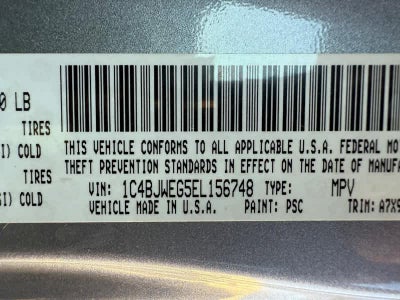 0 LB
TIRES
I) COLD
TIRES
SI) COLD
THIS VEHICLE CONFORMS TO ALL APPLICABLE U.S.A. FEDERAL MO
THEFT PREVENTION STANDARDS IN EFFECT ON THE DATE OF MANUFA
VIN: 1C4BJWEG5EL156748 TYPE: MPV
VEHICLE MADE IN U.S.A. PAINT: PSC TRIM: A7X9